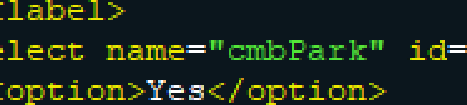 label>
elect name="cmbPark" id=
option>Yes</option>